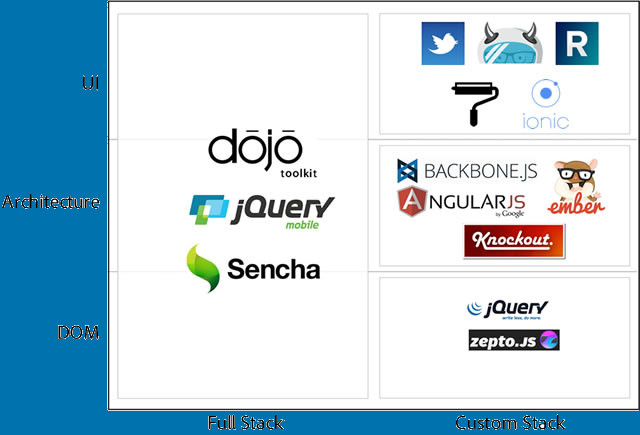 UI
R
ionic
dōjō
toolkit
Architecture
BACKBONE.JS
ANGULARJS
by Google
ember
jQuery
mobile
Knockout.
Sencha
DOM
jQuery
write less, do more.
zepto.JS
Full Stack
Custom Stack